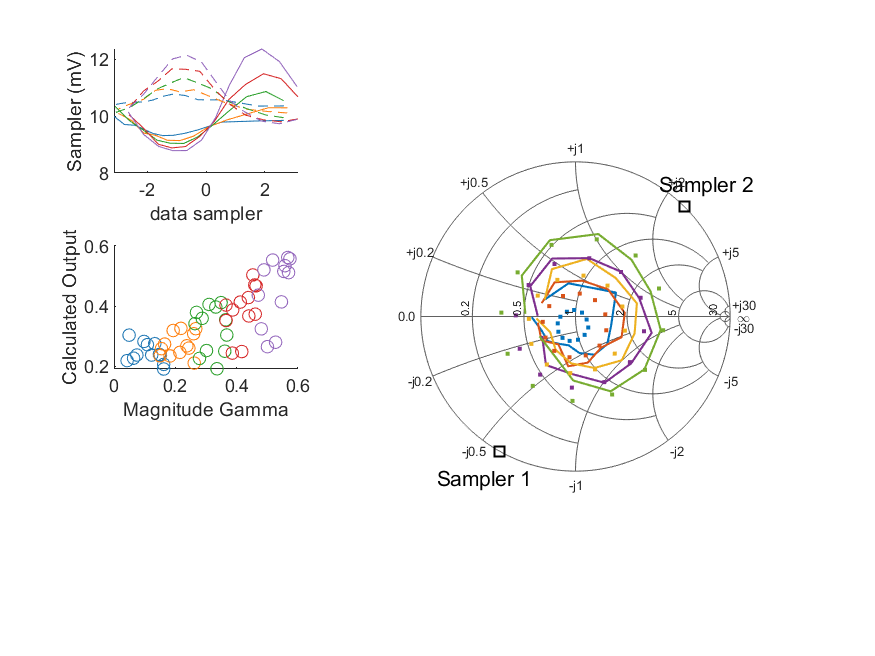 12
10
8
Sampler (mV)
-2 0 2
data sampler
0.6
0.4
0.2
Calculated Output
0 0.2 0.4 0.6
Magnitude Gamma
+j1
+j0.5
Sampler 2
+j0.2
+j5
0.0
0.2
0.5
1
2
5
30
+j30
∞
-j30
-j0.2
-j5
-j0.5
-j2
Sampler 1
-j1